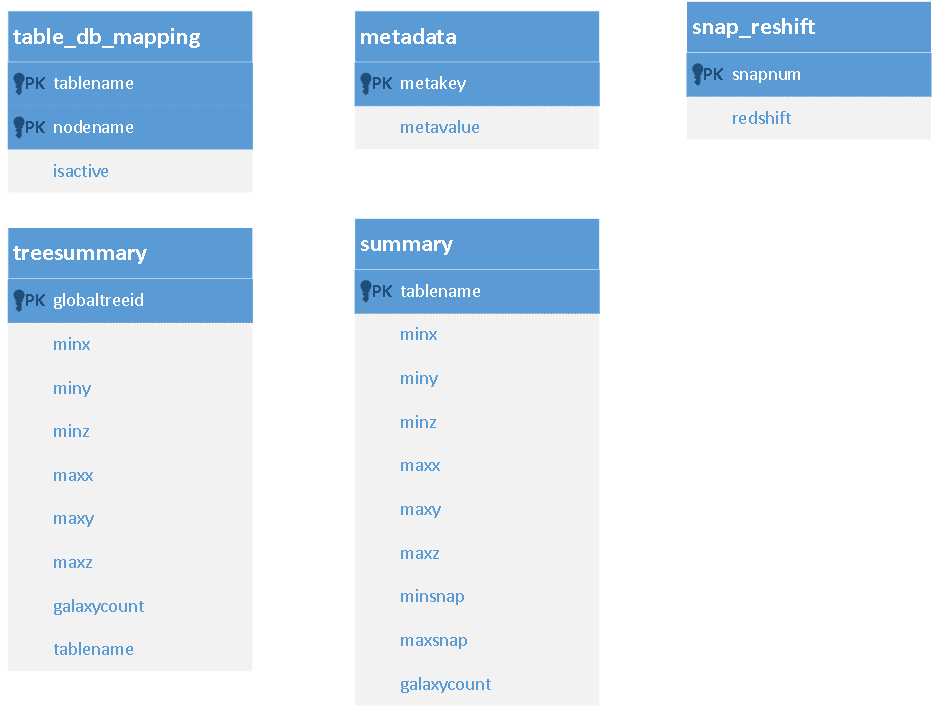 table_db_mapping
PK tablename
PK nodename
isactive
metadata
PK metakey
metavalue
snap_reshift
PK snapnum
redshift
treesummary
PK globaltreeid
minx
miny
minz
maxx
maxy
maxz
galaxycount
tablename
summary
PK tablename
minx
miny
minz
maxx
maxy
maxz
minsnap
maxsnap
galaxycount